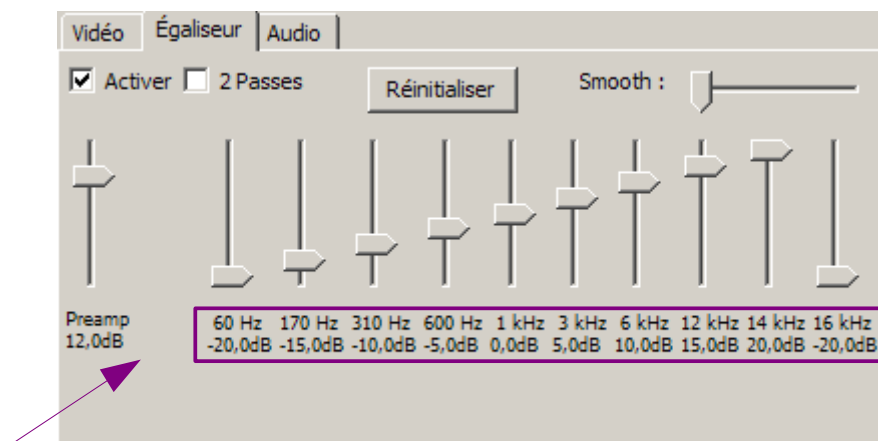 Vidéo Égaliseur Audio
Activer 2 Passes Réinitialiser Smooth :
Preamp 60 Hz 170 Hz 310 Hz 600 Hz 1 kHz 3 kHz 6 kHz 12 kHz 14 kHz 16 kHz
12,0dB -20,0dB -15,0dB -10,0dB -5,0dB 0,0dB 5,0dB 10,0dB 15,0dB 20,0dB -20,0dB